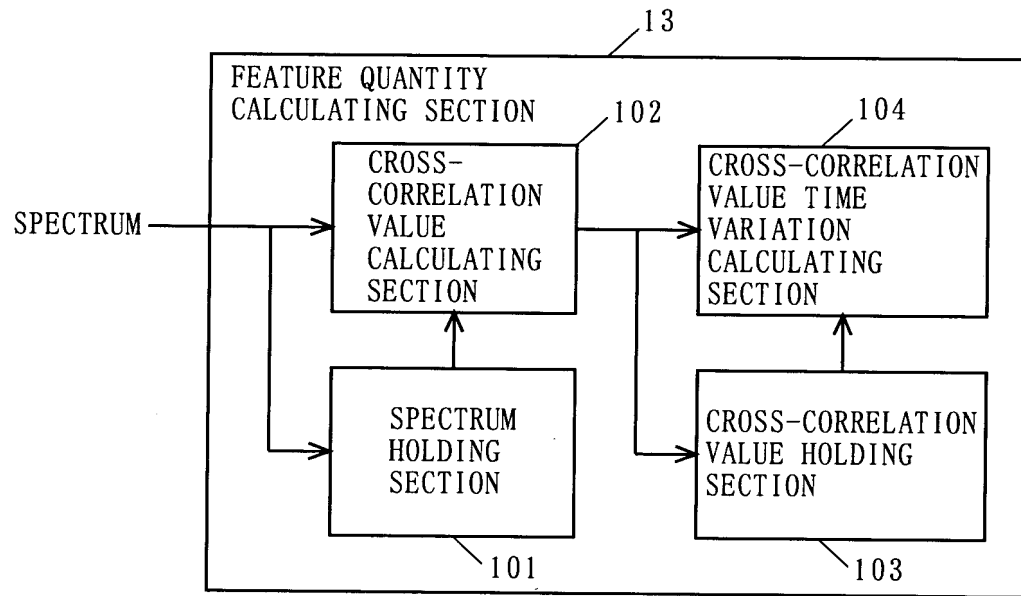 13
FEATURE QUANTITY
CALCULATING SECTION
102
104
CROSS-
CORRELATION
VALUE
CALCULATING
SECTION
CROSS-CORRELATION
VALUE TIME
VARIATION
CALCULATING
SECTION
SPECTRUM
SPECTRUM
HOLDING
SECTION
CROSS-CORRELATION
VALUE HOLDING
SECTION
101
103